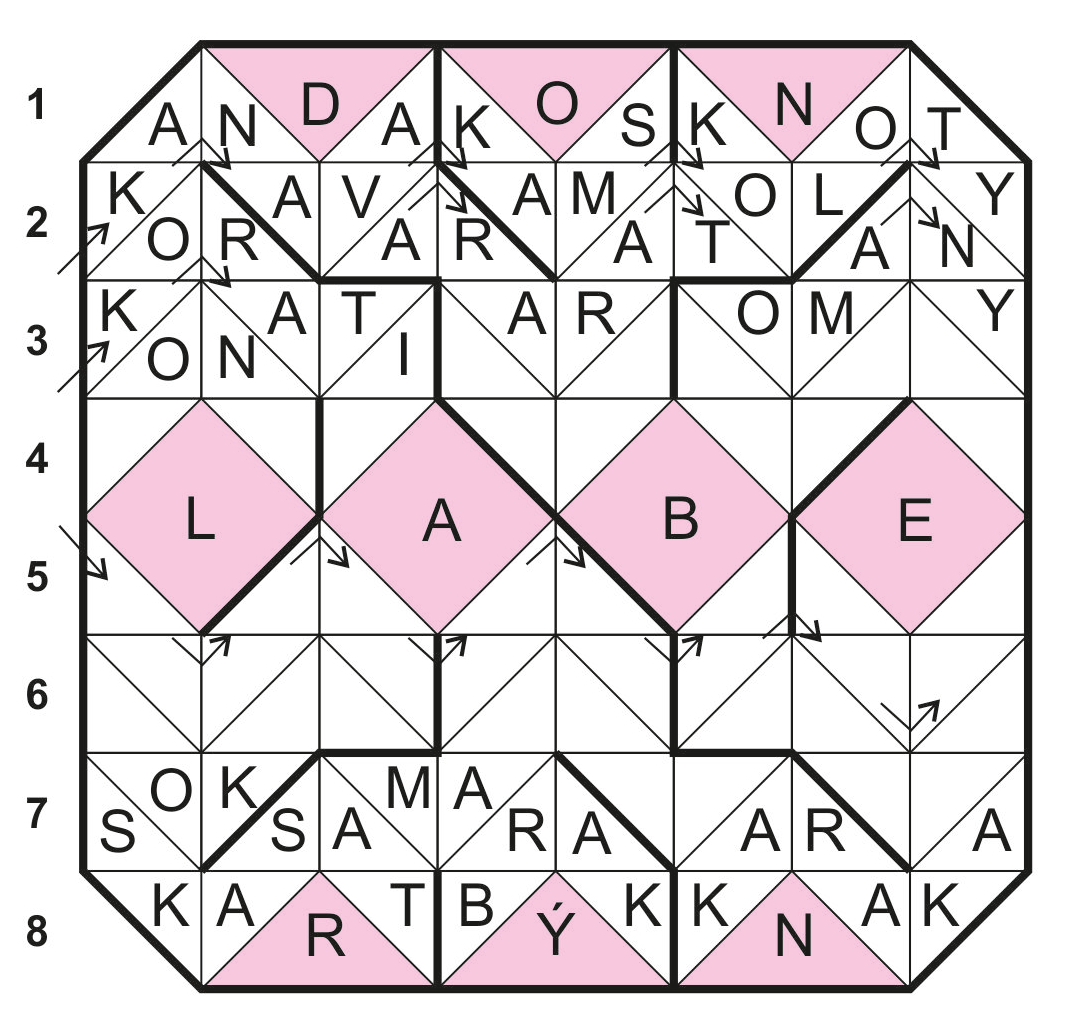 1 A N D A K O S K N O T
2 K O R A V A R A M A T O L A N Y
3 K O N A T I A R O M Y
4
L A B E
5
6
7 S O K S A M A R A A R A
8 K A R T B Ý K K N A K